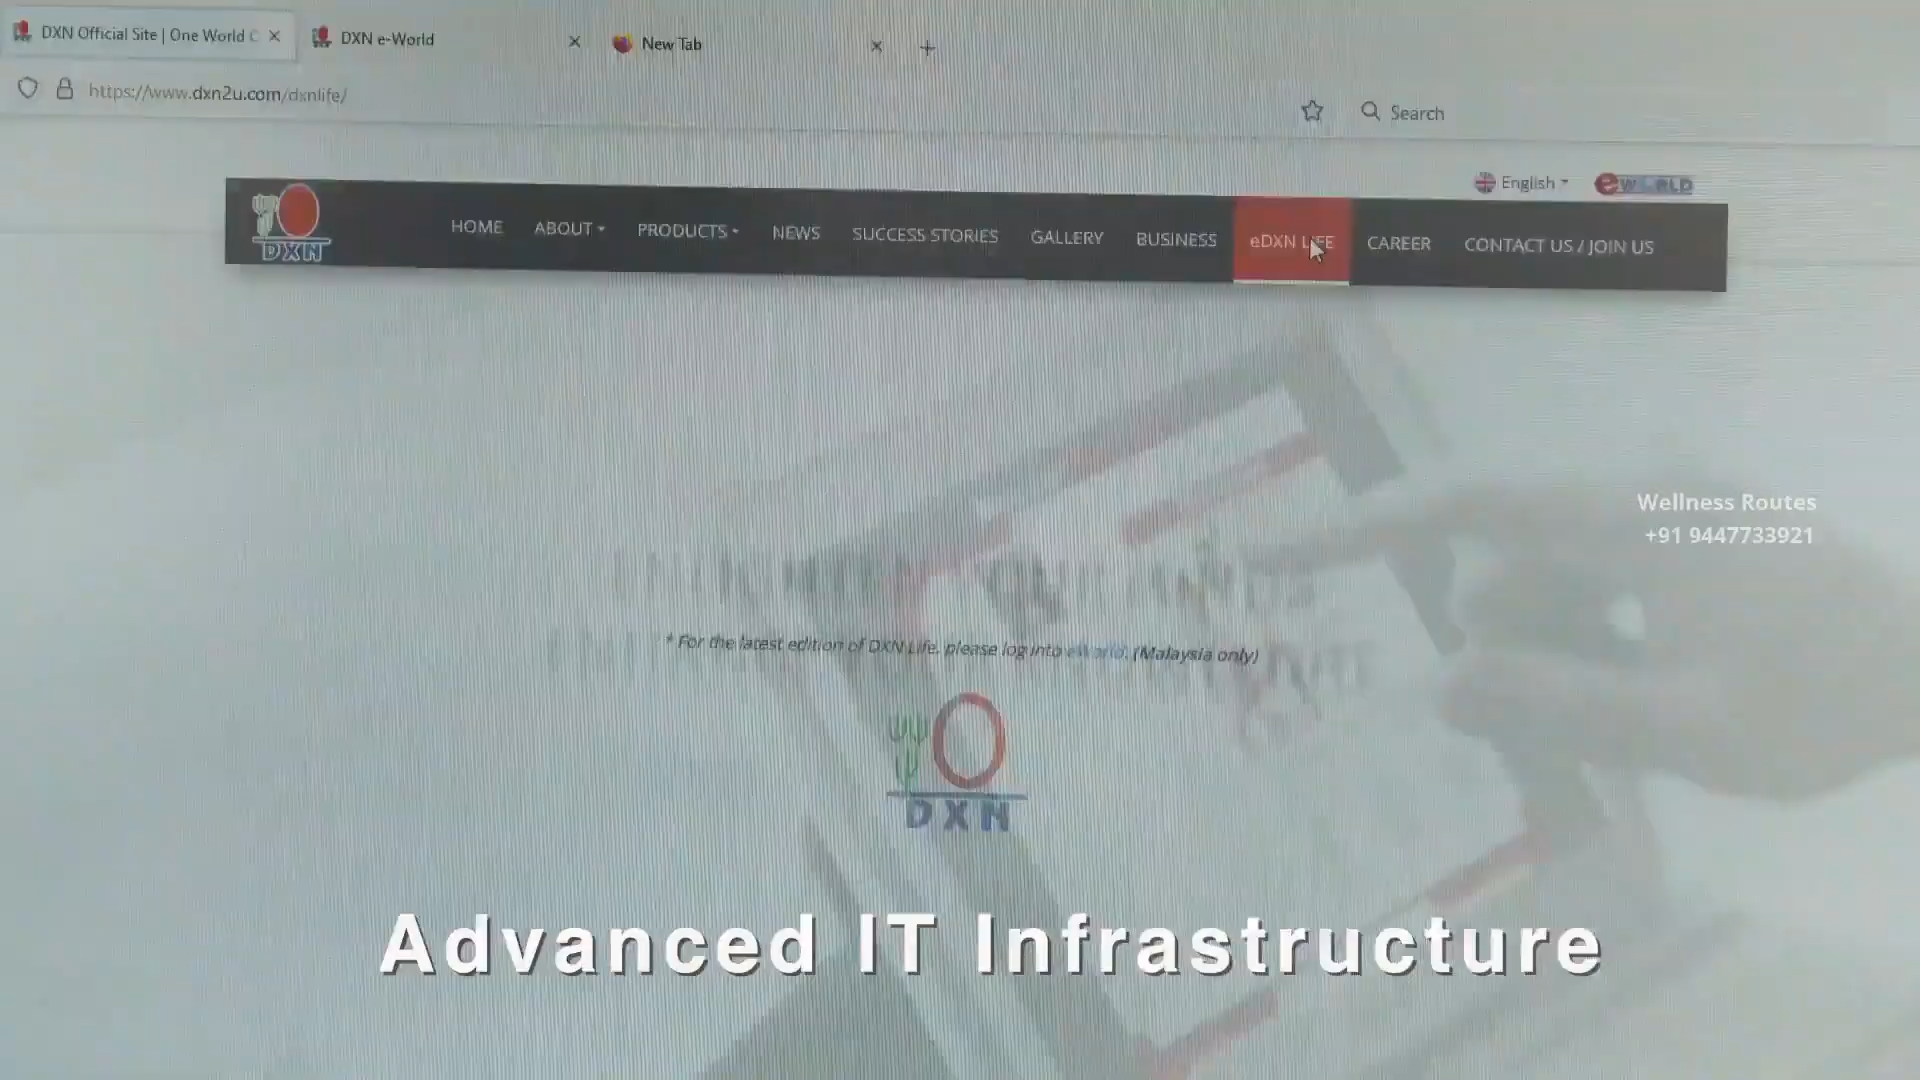 DXN Official Site | One World C
DXN e-World
New Tab
https://www.dxn2u.com/dxnlife/
Search
English
eWORLD
DXN
HOME
ABOUT
PRODUCTS
NEWS
SUCCESS STORIES
GALLERY
BUSINESS
eDXN LIFE
CAREER
CONTACT US / JOIN US
Wellness Routes
+91 9447733921
* For the latest edition of DXN Life, please log into eWorld. (Malaysia only)
DXN
Advanced IT Infrastructure